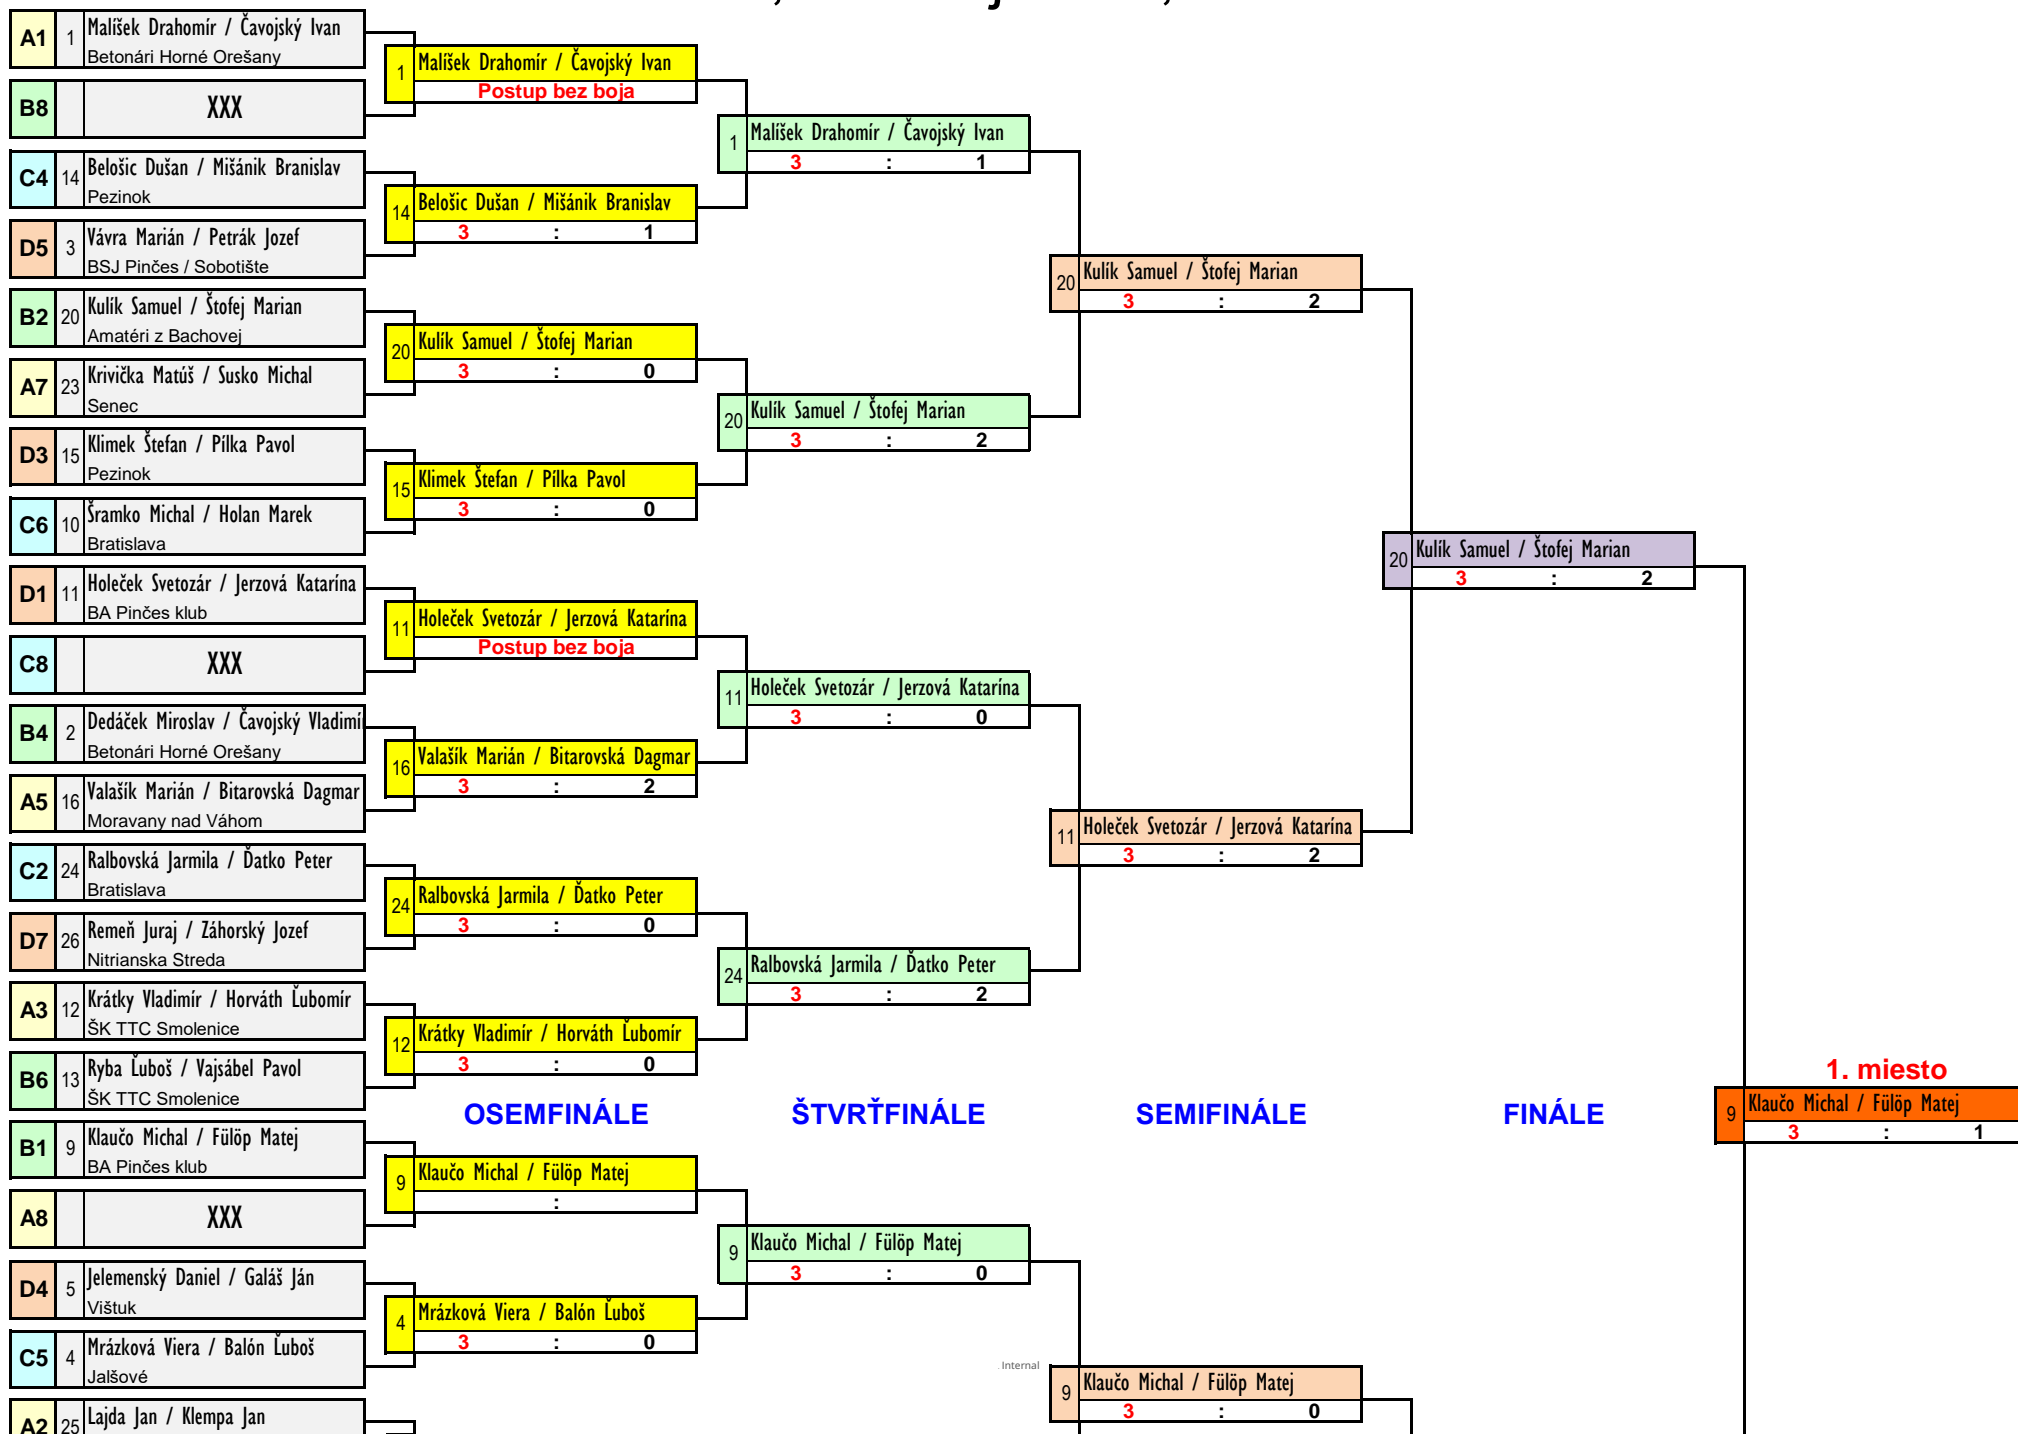 A1 1 Malíšek Drahomír / Čavojský Ivan
Betonári Horné Orešany
B8 XXX
C4 14 Belošic Dušan / Mišánik Branislav
Pezinok
D5 3 Vávra Marián / Petrák Jozef
BSJ Pinčes / Sobotište
B2 20 Kulík Samuel / Štofej Marian
Amatéri z Bachovej
A7 23 Krivička Matúš / Susko Michal
Senec
D3 15 Klimek Štefan / Pílka Pavol
Pezinok
C6 10 Šramko Michal / Holan Marek
Bratislava
D1 11 Holeček Svetozár / Jerzová Katarína
BA Pinčes klub
C8 XXX
B4 2 Dedáček Miroslav / Čavojský Vladimí
Betonári Horné Orešany
A5 16 Valašík Marián / Bitarovská Dagmar
Moravany nad Váhom
C2 24 Ralbovská Jarmila / Ďatko Peter
Bratislava
D7 26 Remeň Juraj / Záhorský Jozef
Nitrianska Streda
A3 12 Krátky Vladimír / Horváth Ľubomír
ŠK TTC Smolenice
B6 13 Ryba Ľuboš / Vajsábel Pavol
ŠK TTC Smolenice
B1 9 Klaučo Michal / Fülöp Matej
BA Pinčes klub
A8 XXX
D4 5 Jelemenský Daniel / Galáš Ján
Vištuk
C5 4 Mrázková Viera / Balón Ľuboš
Jalšové
A2 25 Lajda Jan / Klempa Jan
1 Malíšek Drahomír / Čavojský Ivan
Postup bez boja
14 Belošic Dušan / Mišánik Branislav
3 : 1
20 Kulík Samuel / Štofej Marian
3 : 0
15 Klimek Štefan / Pílka Pavol
3 : 0
11 Holeček Svetozár / Jerzová Katarína
Postup bez boja
16 Valašík Marián / Bitarovská Dagmar
3 : 2
24 Ralbovská Jarmila / Ďatko Peter
3 : 0
12 Krátky Vladimír / Horváth Ľubomír
3 : 0
OSEMFINÁLE
9 Klaučo Michal / Fülöp Matej
:
4 Mrázková Viera / Balón Ľuboš
3 : 0
1 Malíšek Drahomír / Čavojský Ivan
3 : 1
20 Kulík Samuel / Štofej Marian
3 : 2
11 Holeček Svetozár / Jerzová Katarína
3 : 0
24 Ralbovská Jarmila / Ďatko Peter
3 : 2
ŠTVRŤFINÁLE
9 Klaučo Michal / Fülöp Matej
3 : 0
Internal
20 Kulík Samuel / Štofej Marian
3 : 2
11 Holeček Svetozár / Jerzová Katarína
3 : 2
SEMIFINÁLE
9 Klaučo Michal / Fülöp Matej
3 : 0
20 Kulík Samuel / Štofej Marian
3 : 2
FINÁLE
1. miesto
9 Klaučo Michal / Fülöp Matej
3 : 1